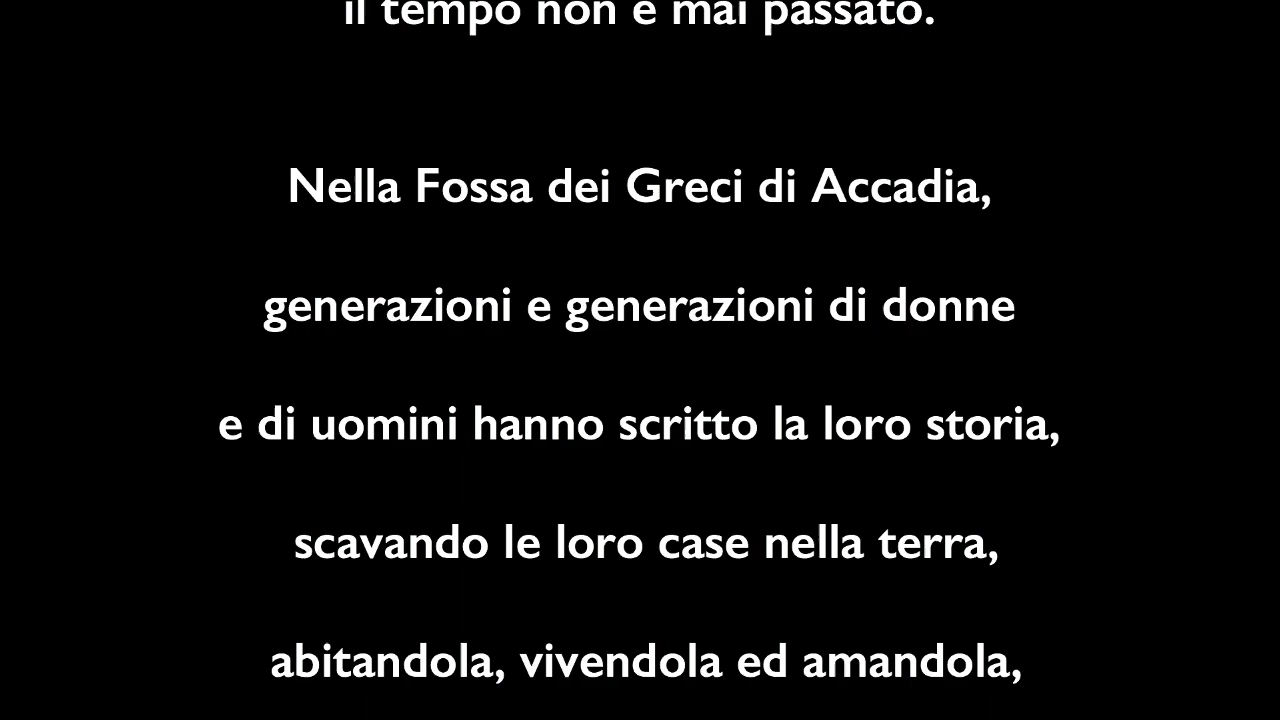 il tempo non è mai passato.
Nella Fossa dei Greci di Accadia,
generazioni e generazioni di donne
e di uomini hanno scritto la loro storia,
scavando le loro case nella terra,
abitandola, vivendola ed amandola,